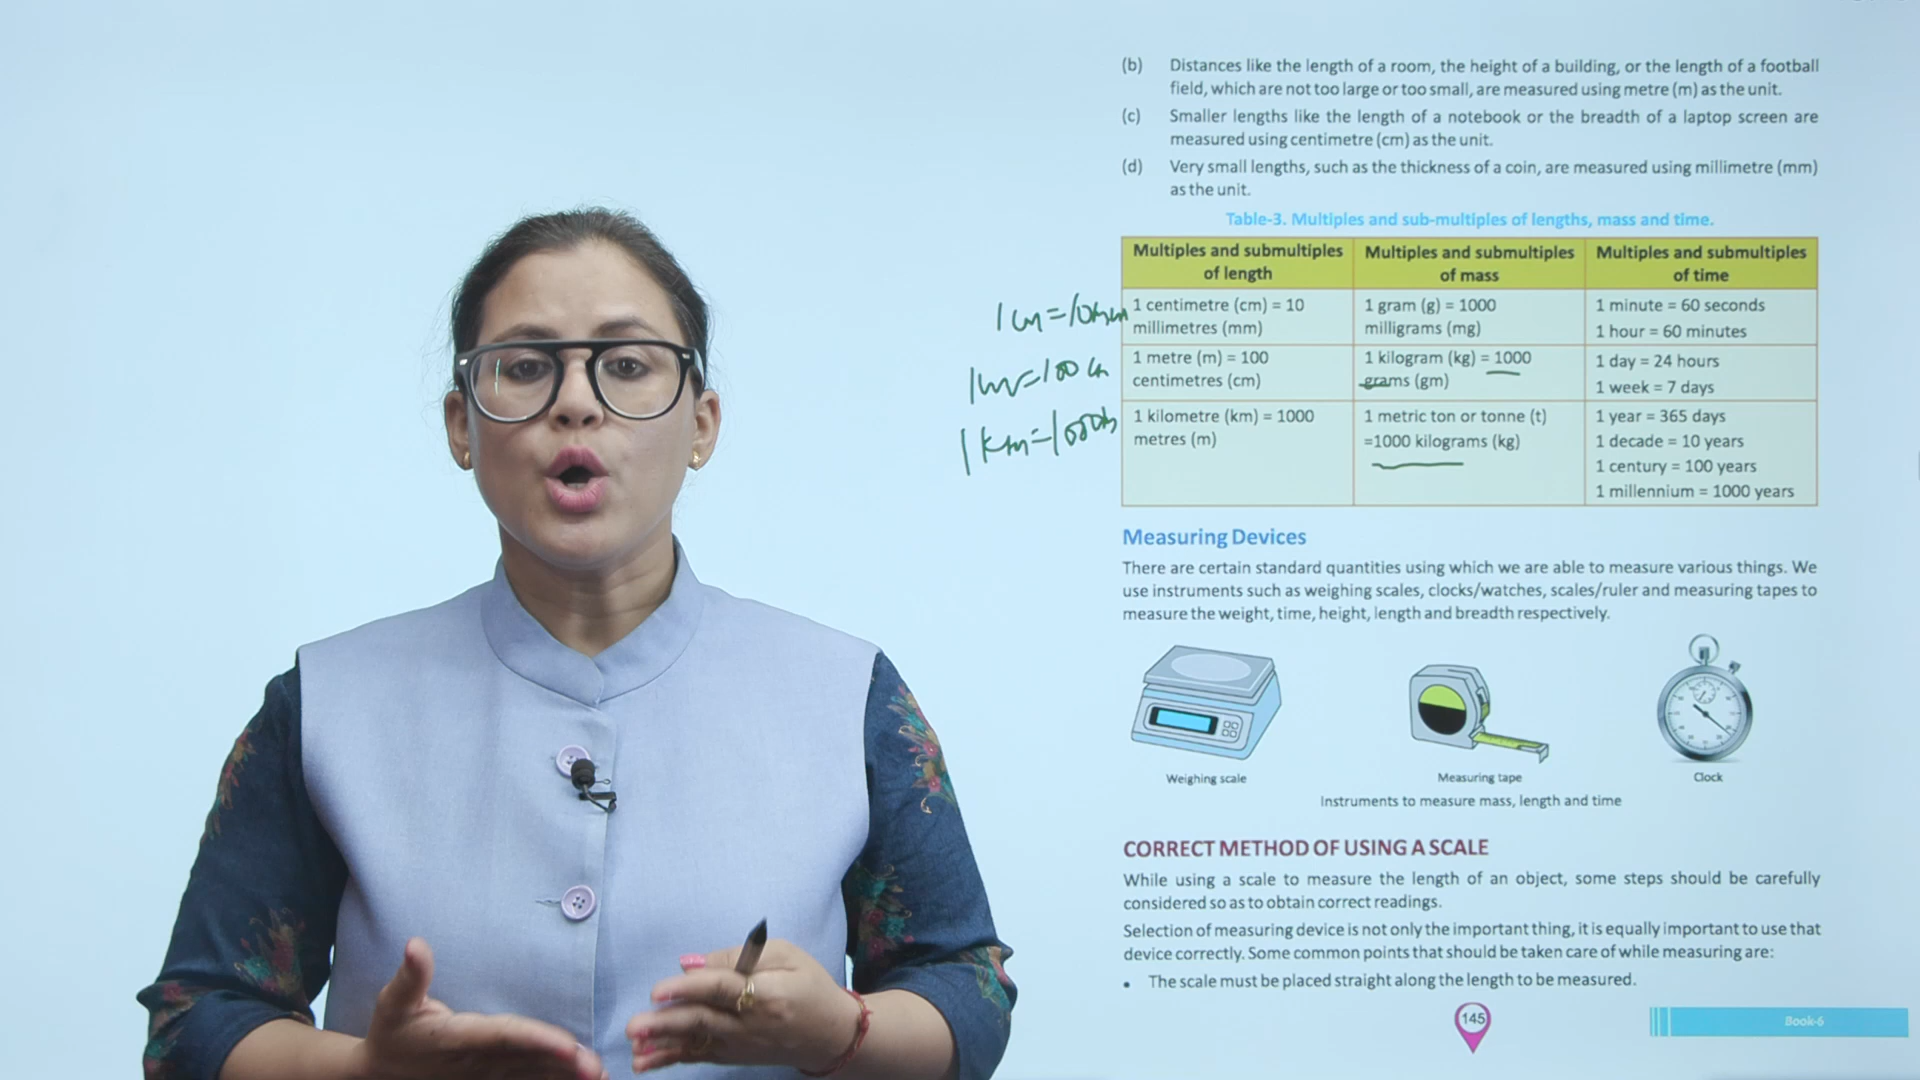 (b) Distances like the length of a room, the height of a building, or the length of a football
field, which are not too large or too small, are measured using metre (m) as the unit.
(c) Smaller lengths like the length of a notebook or the breadth of a laptop screen are
measured using centimetre (cm) as the unit.
(d) Very small lengths, such as the thickness of a coin, are measured using millimetre (mm)
as the unit.
Table-3. Multiples and sub-multiples of lengths, mass and time.
Multiples and submultiples
of length
Multiples and submultiples
of mass
Multiples and submultiples
of time
1 cm = 10 mm
1 centimetre (cm) = 10
millimetres (mm)
1 gram (g) = 1000
milligrams (mg)
1 minute = 60 seconds
1 hour = 60 minutes
1m = 100 cm
1 metre (m) = 100
centimetres (cm)
1 kilogram (kg) = 1000
grams (gm)
1 day = 24 hours
1 week = 7 days
1 km = 1000m
1 kilometre (km) = 1000
metres (m)
1 metric ton or tonne (t)
=1000 kilograms (kg)
1 year = 365 days
1 decade = 10 years
1 century = 100 years
1 millennium = 1000 years
Measuring Devices
There are certain standard quantities using which we are able to measure various things. We
use instruments such as weighing scales, clocks/watches, scales/ruler and measuring tapes to
measure the weight, time, height, length and breadth respectively.
Weighing scale
Measuring tape
Clock
Instruments to measure mass, length and time
CORRECT METHOD OF USING A SCALE
While using a scale to measure the length of an object, some steps should be carefully
considered so as to obtain correct readings.
Selection of measuring device is not only the important thing, it is equally important to use that
device correctly. Some common points that should be taken care of while measuring are:
• The scale must be placed straight along the length to be measured.
145
Book-6